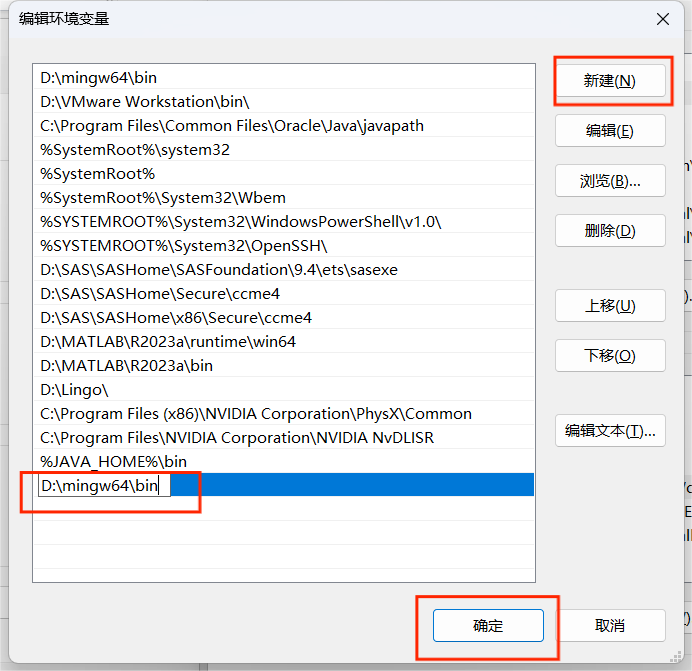 编辑环境变量
D:\mingw64\bin
D:\VMware Workstation\bin\
C:\Program Files\Common Files\Oracle\Java\javapath
%SystemRoot%\system32
%SystemRoot%
%SystemRoot%\System32\Wbem
%SYSTEMROOT%\System32\WindowsPowerShell\v1.0\
%SYSTEMROOT%\System32\OpenSSH\
D:\SAS\SASHome\SASFoundation\9.4\ets\sasexe
D:\SAS\SASHome\Secure\ccme4
D:\SAS\SASHome\x86\Secure\ccme4
D:\MATLAB\R2023a\runtime\win64
D:\MATLAB\R2023a\bin
D:\Lingo\
C:\Program Files (x86)\NVIDIA Corporation\PhysX\Common
C:\Program Files\NVIDIA Corporation\NVIDIA NvDLISR
%JAVA_HOME%\bin
D:\mingw64\bin
新建(N)
编辑(E)
浏览(B)...
删除(D)
上移(U)
下移(O)
编辑文本(T)...
确定
取消